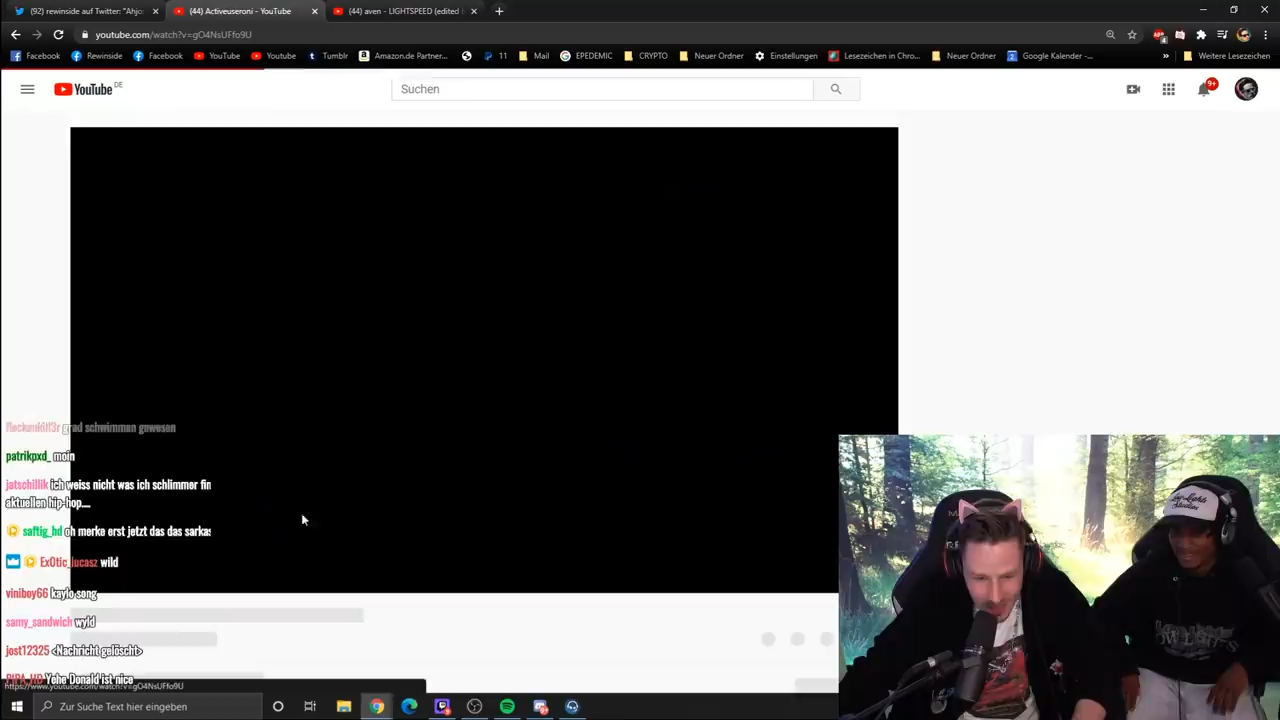 (92) rewinside auf Twitter: "Ahjo
(44) Activeuseroni - YouTube
(44) aven - LIGHTSPEED (edited
youtube.com/watch?v=gO4NsUFfo9U
Facebook Rewinside Facebook YouTube Youtube Tumblr Amazon.de Partner... 11 Mail EPEDEMIC CRYPTO Neuer Ordner Einstellungen Lesezeichen in Chro... Neuer Ordner Google Kalender -... » Weitere Lesezeichen
YouTube DE
Suchen
9+
grad schwimmen gewesen
patrikpxd_ moin
jatschillik ich weiss nicht was ich schlimmer fin
aktuellen hip-hop....
saftig_hd oh merke erst jetzt das das sarkas
ExOtic_lucasz wild
viniboy66 kaylo song
samy_sandwich wyld
jost12325 <Nachricht gelöscht>
PIPA_HD Yehe Donald ist nice
https://www.youtube.com/watch?v=gO4NsUFfo9U
Zur Suche Text hier eingeben